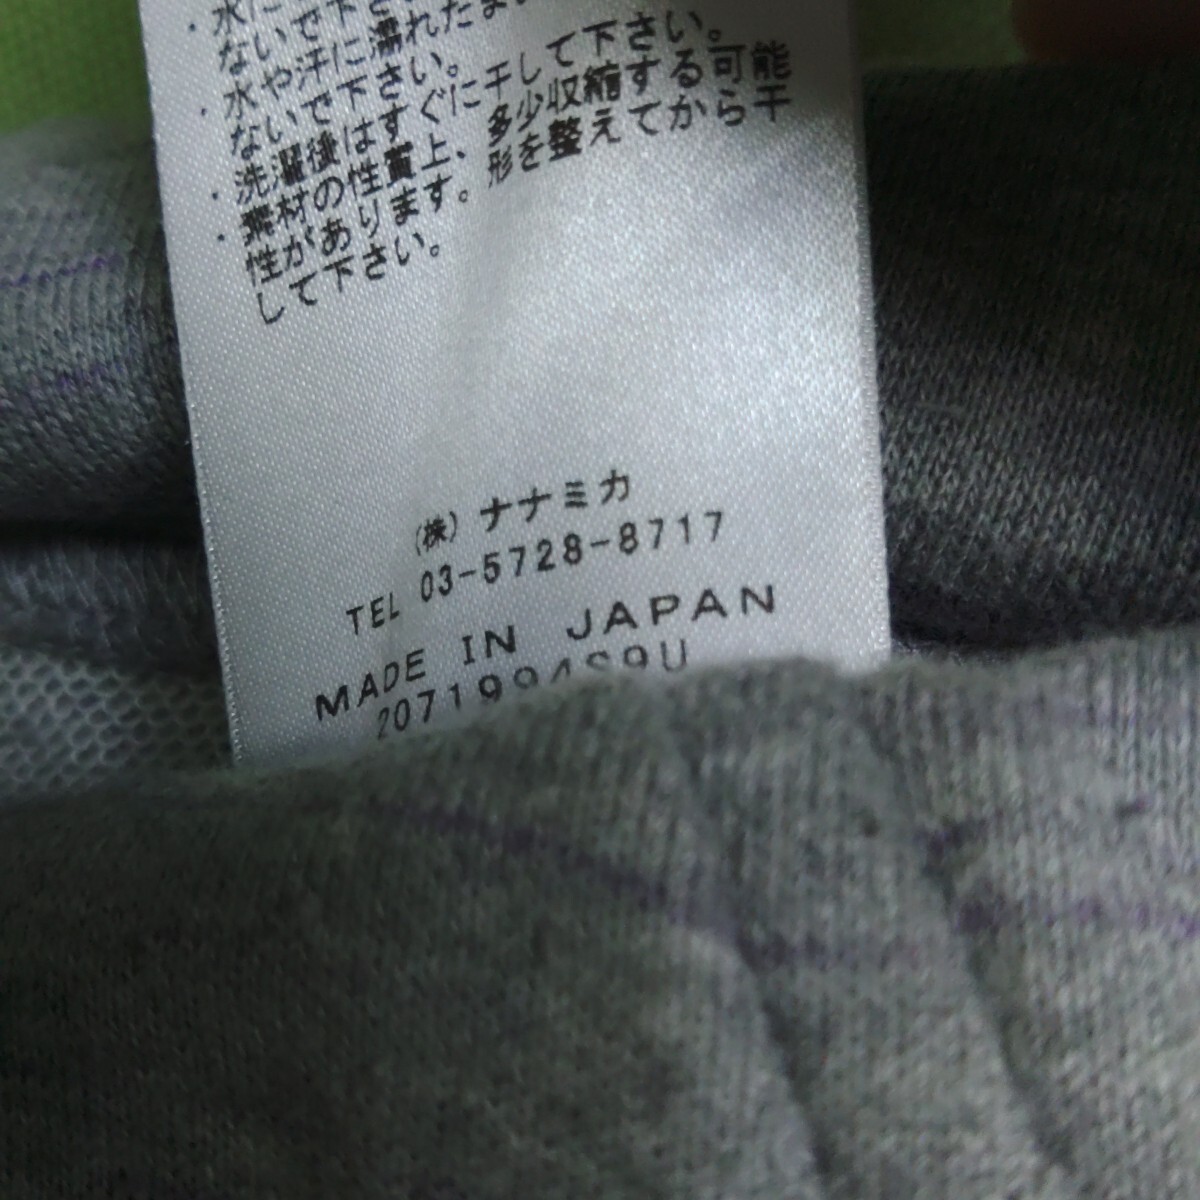 ・水に
ないで下さ
・水や汗に濡れたま
ないで下さい。
・洗濯後はすぐに干して下さい。
・素材の性質上、多少収縮する可能
性があります。形を整えてから干
して下さい。
(株) ナナミカ
TEL 03-5728-8717
MADE IN JAPAN
2071994S9U